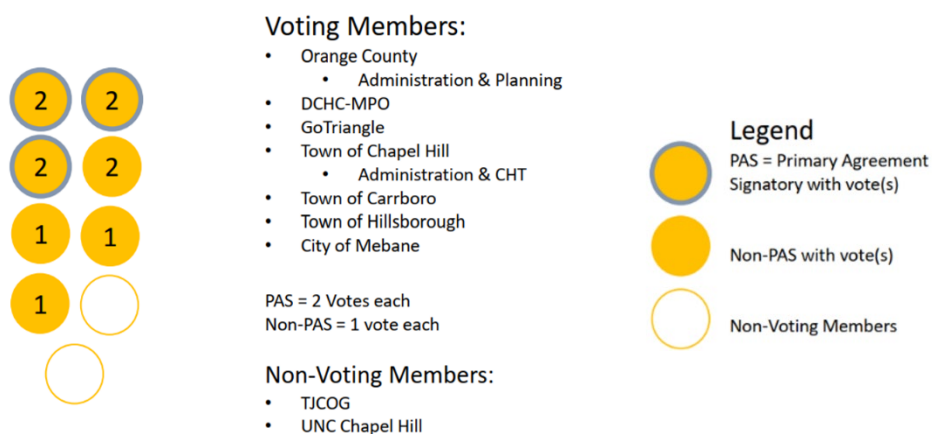 2 2
2 2
1 1
1
Voting Members:
• Orange County
• Administration & Planning
• DCHC-MPO
• GoTriangle
• Town of Chapel Hill
• Administration & CHT
• Town of Carrboro
• Town of Hillsborough
• City of Mebane
PAS = 2 Votes each
Non-PAS = 1 vote each
Non-Voting Members:
• TJCOG
• UNC Chapel Hill
Legend
PAS = Primary Agreement
Signatory with vote(s)
Non-PAS with vote(s)
Non-Voting Members